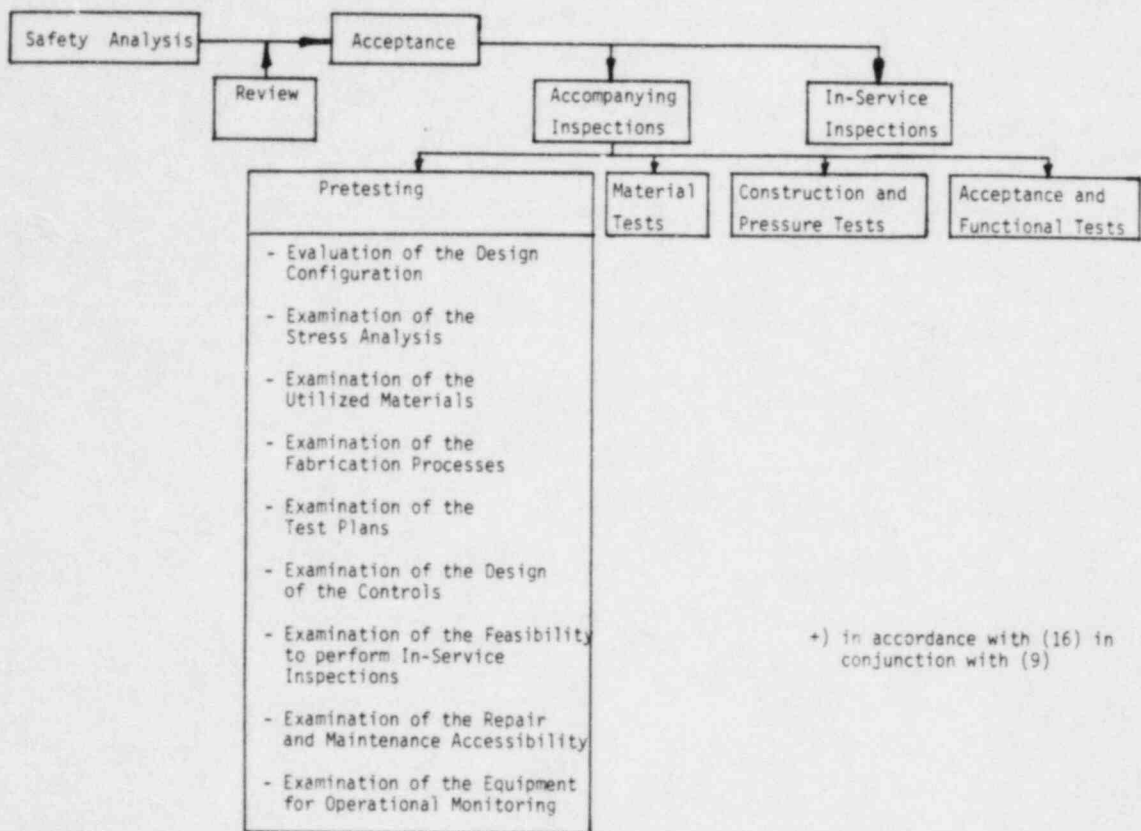 Safety Analysis
Acceptance
Review
Accompanying
Inspections
In-Service
Inspections
Pretesting
Material
Tests
Construction and
Pressure Tests
Acceptance and
Functional Tests
- Evaluation of the Design
Configuration
- Examination of the
Stress Analysis
- Examination of the
Utilized Materials
- Examination of the
Fabrication Processes
- Examination of the
Test Plans
- Examination of the Design
of the Controls
- Examination of the Feasibility
to perform In-Service
Inspections
- Examination of the Repair
and Maintenance Accessibility
- Examination of the Equipment
for Operational Monitoring
+) in accordance with (16) in
conjunction with (9)